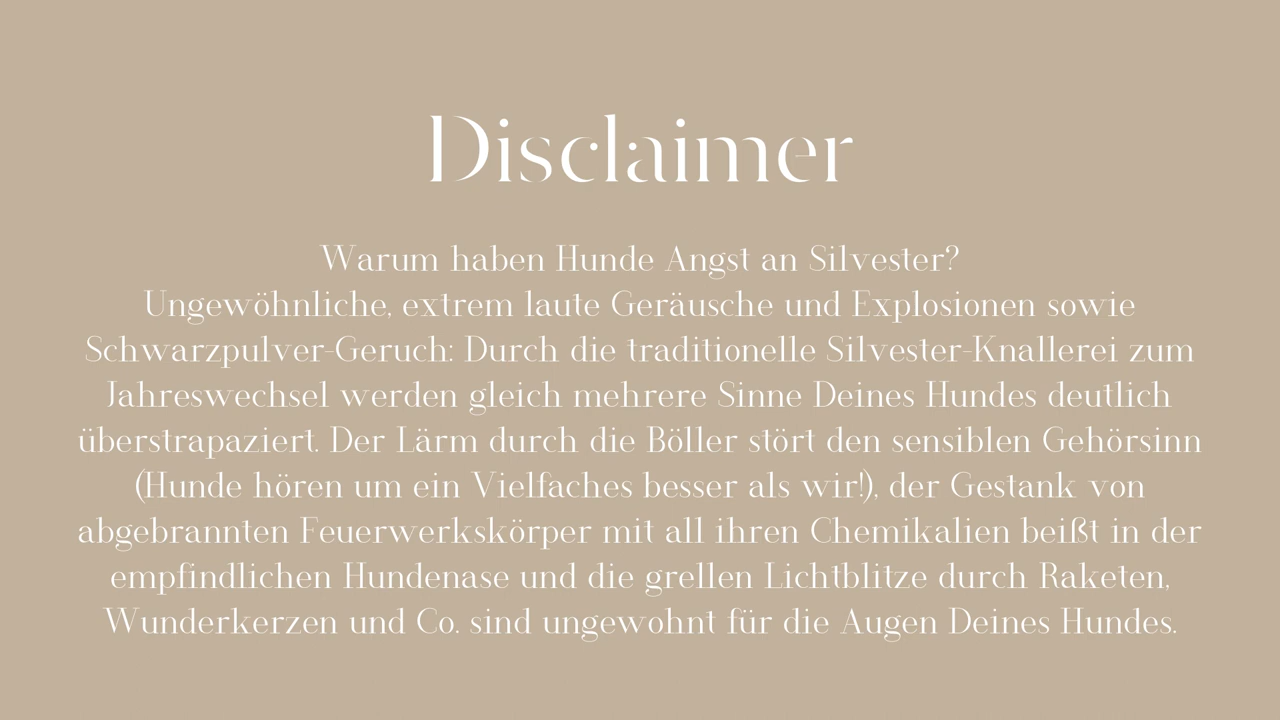 Disclaimer
Warum haben Hunde Angst an Silvester?
Ungewöhnliche, extrem laute Geräusche und Explosionen sowie
Schwarzpulver-Geruch: Durch die traditionelle Silvester-Knallerei zum
Jahreswechsel werden gleich mehrere Sinne Deines Hundes deutlich
überstrapaziert. Der Lärm durch die Böller stört den sensiblen Gehörsinn
(Hunde hören um ein Vielfaches besser als wir!), der Gestank von
abgebrannten Feuerwerkskörper mit all ihren Chemikalien beißt in der
empfindlichen Hundenase und die grellen Lichtblitze durch Raketen,
Wunderkerzen und Co. sind ungewohnt für die Augen Deines Hundes.